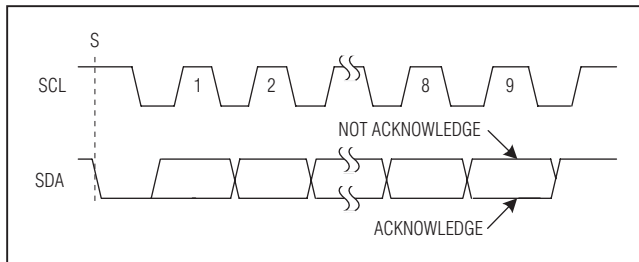 S
SCL
1 2 8 9
NOT ACKNOWLEDGE
SDA
ACKNOWLEDGE